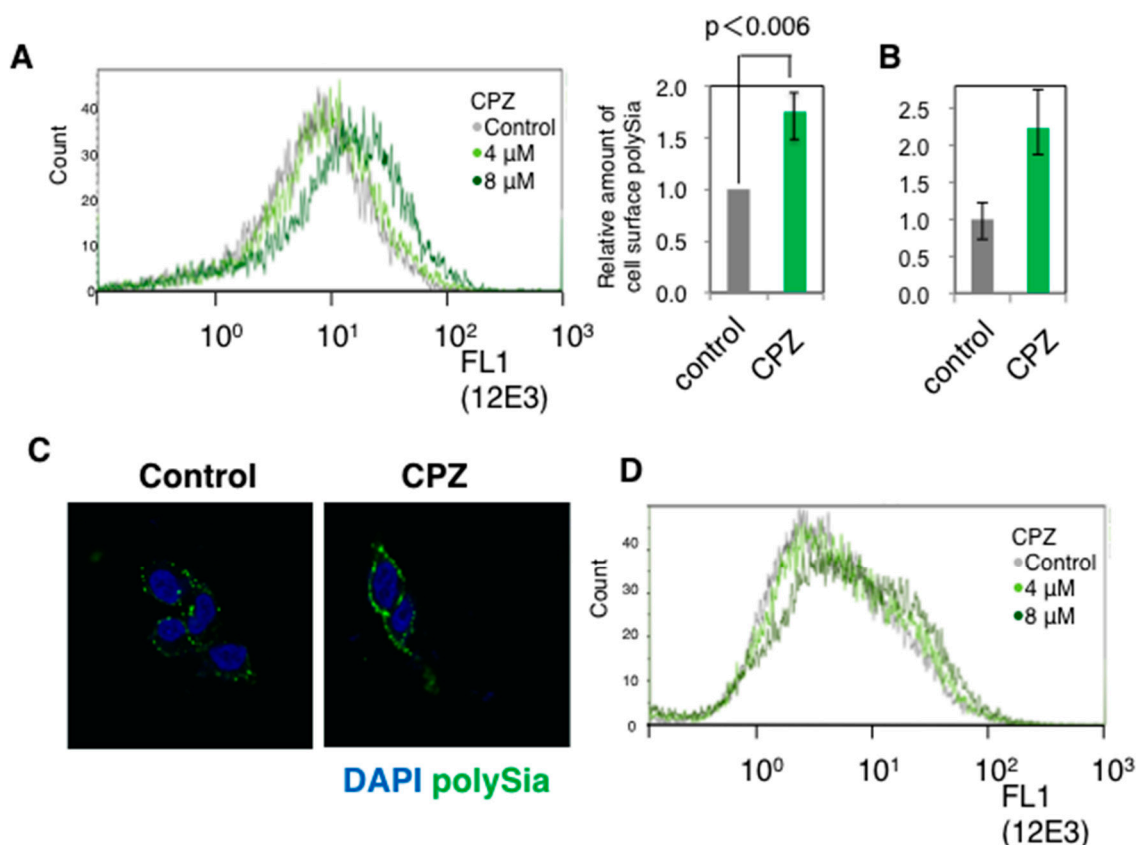 A
Count
40
30
20
10
0
CPZ
Control
4 μM
8 μM
10⁰ 10¹ 10² 10³
FL1
(12E3)
p<0.006
Relative amount of
cell surface polySia
2.0
1.5
1.0
0.5
0.0
control CPZ
B
2.5
2.0
1.5
1.0
0.5
0.0
control CPZ
C
Control CPZ
DAPI polySia
D
Count
40
30
20
10
0
CPZ
Control
4 μM
8 μM
10⁰ 10¹ 10² 10³
FL1
(12E3)